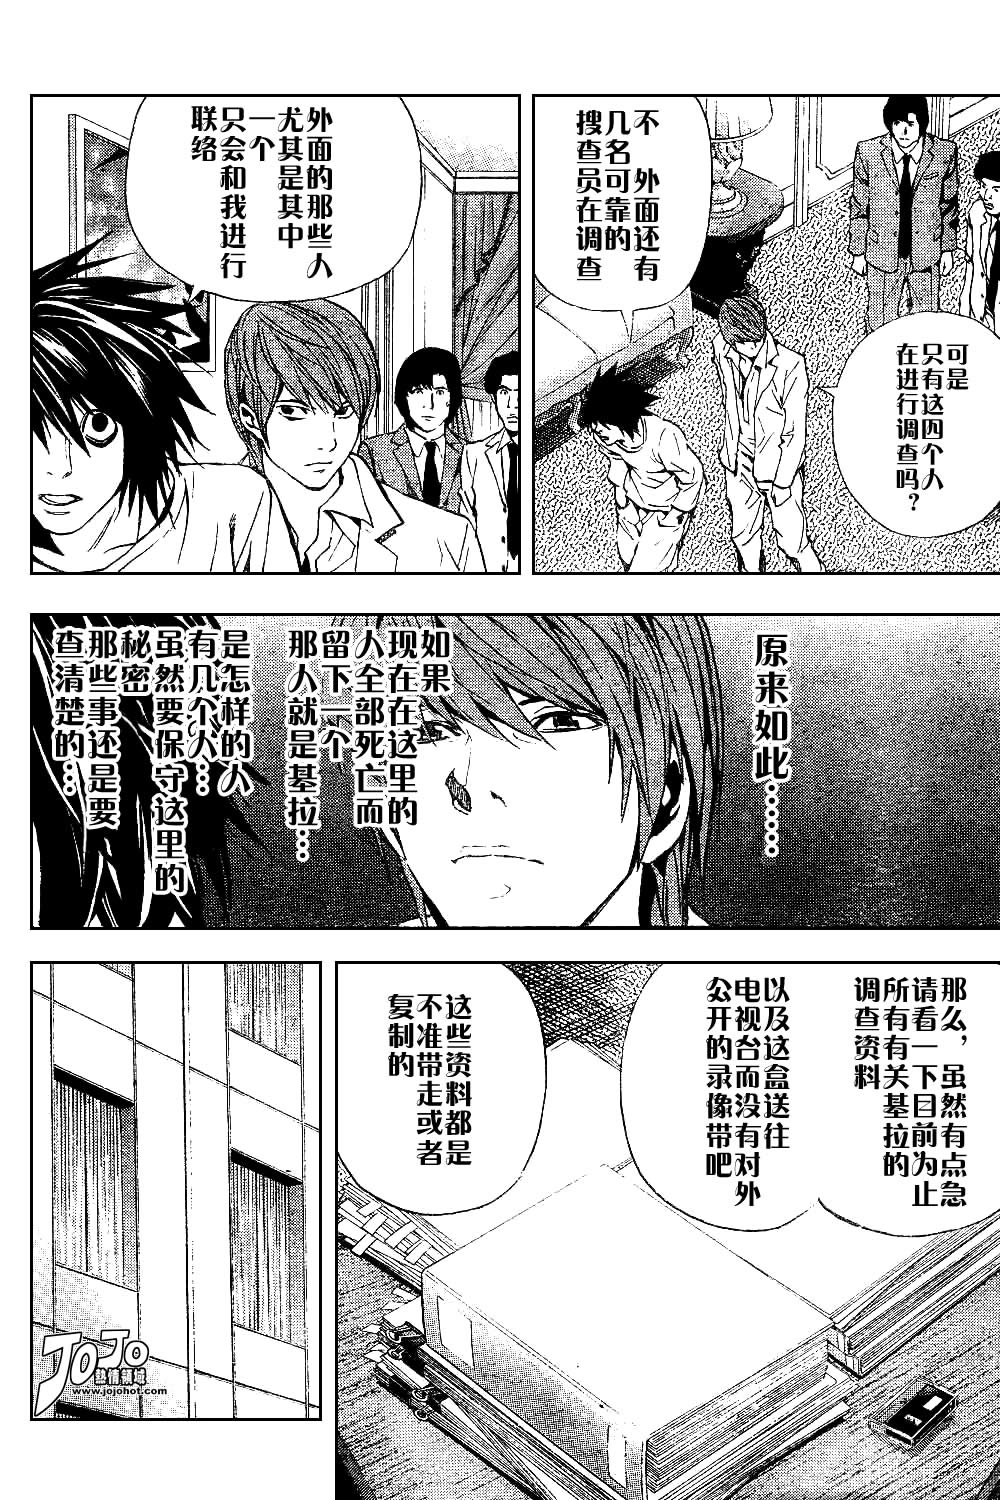 可是
只有这四个人
在进行调查吗？
不 外面还有
几名可靠的
搜查员在调查
外面的那些人
尤其是其中
一个
只会和我进行
联络
原来如此……
如果
现在在这里的
人全部死亡而
留下一个
那人就是基拉…
是怎样的人
有几个人…
虽然要保守这里的
秘密
那些事还是要
查清楚的…
那么，虽然有点急
请看一下目前为止
所有有关基拉的
调查资料
以及这盒送往
电视台而没有对外
公开的录像带吧
这些资料都是
不准带走或者
复制的
JOJO
热情领域
www.jojohot.com